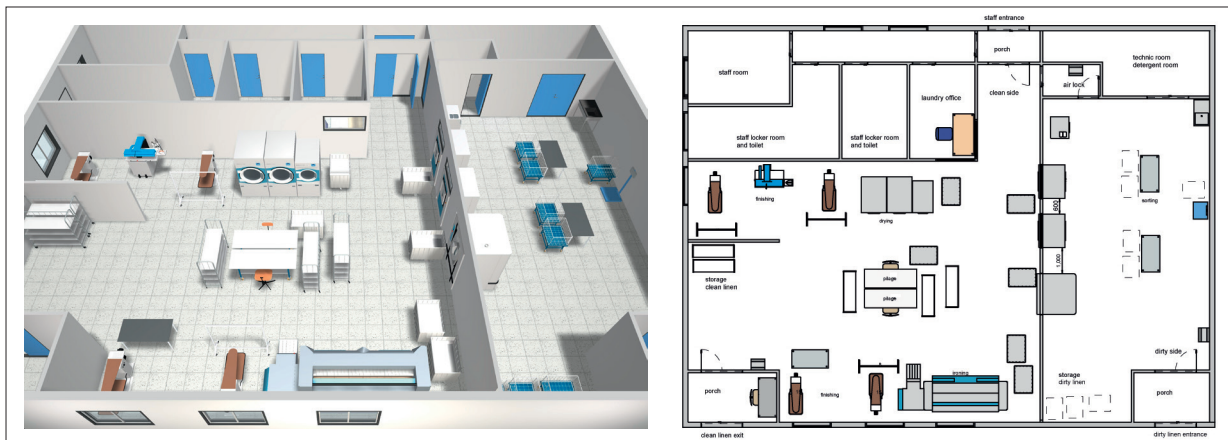 staff entrance
porch
technic room
detergent room
staff room
clean side
air lock
laundry office
staff locker room
and toilet
staff locker room
and toilet
finishing
drying
600
sorting
1,000
storage
clean linen
pliage
pliage
ironing
dirty side
storage
dirty linen
porch
finishing
porch
clean linen exit
dirty linen entrance